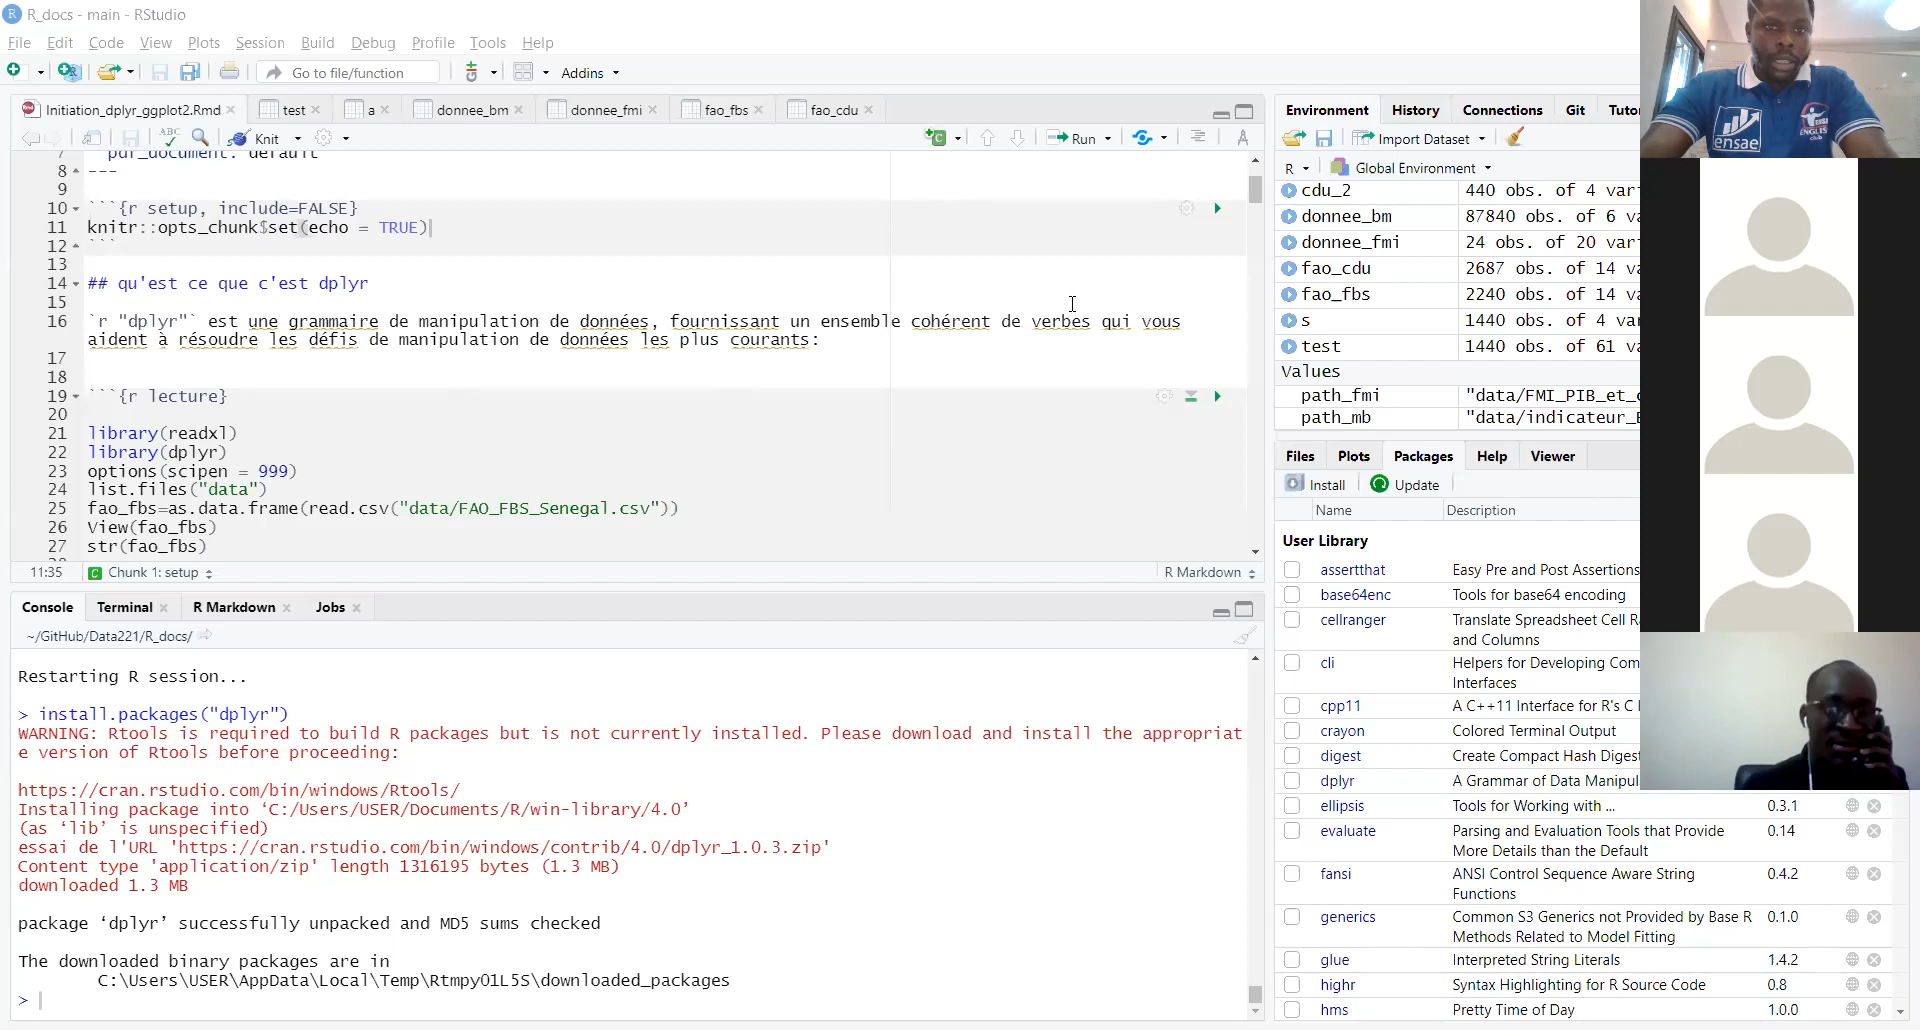 R_docs - main - RStudio
File Edit Code View Plots Session Build Debug Profile Tools Help
Go to file/function Addins
Initiation_dplyr_ggplot2.Rmd test a donnee_bm donnee_fmi fao_fbs fao_cdu
ABC Knit Run
7 pdf_document: default
8 ---
9
10 ```{r setup, include=FALSE}
11 knitr::opts_chunk$set(echo = TRUE)
12 ```
13
14 ## qu'est ce que c'est dplyr
15
16 `r "dplyr"` est une grammaire de manipulation de données, fournissant un ensemble cohérent de verbes qui vous
aident à résoudre les défis de manipulation de données les plus courants:
17
18
19 ```{r lecture}
20
21 library(readxl)
22 library(dplyr)
23 options(scipen = 999)
24 list.files("data")
25 fao_fbs=as.data.frame(read.csv("data/FAO_FBS_Senegal.csv"))
26 View(fao_fbs)
27 str(fao_fbs)
11:35 Chunk 1: setup R Markdown
Console Terminal R Markdown Jobs
~/GitHub/Data221/R_docs/
Restarting R session...
> install.packages("dplyr")
WARNING: Rtools is required to build R packages but is not currently installed. Please download and install the appropriat
e version of Rtools before proceeding:
https://cran.rstudio.com/bin/windows/Rtools/
Installing package into ‘C:/Users/USER/Documents/R/win-library/4.0’
(as ‘lib’ is unspecified)
essai de l'URL 'https://cran.rstudio.com/bin/windows/contrib/4.0/dplyr_1.0.3.zip'
Content type 'application/zip' length 1316195 bytes (1.3 MB)
downloaded 1.3 MB
package ‘dplyr’ successfully unpacked and MD5 sums checked
The downloaded binary packages are in
C:\Users\USER\AppData\Local\Temp\RtmpyO1L5S\downloaded_packages
>
Environment History Connections Git Tutor
Import Dataset
R Global Environment
cdu_2 440 obs. of 4 vari
donnee_bm 87840 obs. of 6 va
donnee_fmi 24 obs. of 20 vari
fao_cdu 2687 obs. of 14 va
fao_fbs 2240 obs. of 14 va
s 1440 obs. of 4 vari
test 1440 obs. of 61 va
Values
path_fmi "data/FMI_PIB_et_
path_mb "data/indicateur_
Files Plots Packages Help Viewer
Install Update
Name Description
User Library
assertthat Easy Pre and Post Assertions
base64enc Tools for base64 encoding
cellranger Translate Spreadsheet Cell
and Columns
cli Helpers for Developing Com
Interfaces
cpp11 A C++11 Interface for R's C
crayon Colored Terminal Output
digest Create Compact Hash Digest
dplyr A Grammar of Data Manipul
ellipsis Tools for Working with ... 0.3.1
evaluate Parsing and Evaluation Tools that Provide 0.14
More Details than the Default
fansi ANSI Control Sequence Aware String 0.4.2
Functions
generics Common S3 Generics not Provided by Base R 0.1.0
Methods Related to Model Fitting
glue Interpreted String Literals 1.4.2
highr Syntax Highlighting for R Source Code 0.8
hms Pretty Time of Day 1.0.0
ensae
ENGLISH
club